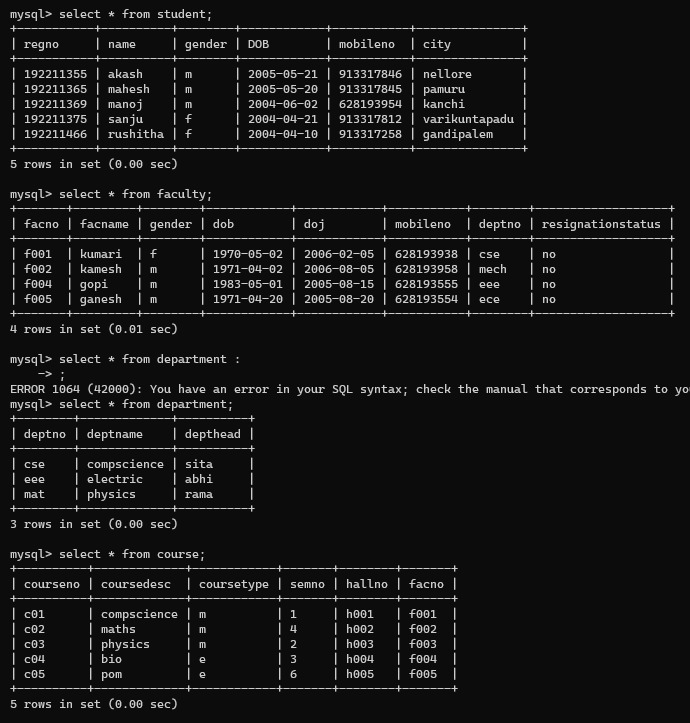 mysql> select * from student;
+-----------+---------+--------+------------+-----------+--------------+
| regno     | name     | gender | DOB        | mobileno  | city          |
+-----------+---------+--------+------------+-----------+--------------+
| 192211355 | akash    | m      | 2005-05-21 | 913317846 | nellore       |
| 192211365 | mahesh   | m      | 2005-05-20 | 913317845 | pamuru        |
| 192211369 | manoj    | m      | 2004-06-02 | 628193954 | kanchi        |
| 192211375 | sanju    | f      | 2004-04-21 | 913317812 | varikuntapadu |
| 192211466 | rushitha | f      | 2004-04-10 | 913317258 | gandipalem    |
+-----------+---------+--------+------------+-----------+--------------+
5 rows in set (0.00 sec)
mysql> select * from faculty;
+-------+---------+--------+------------+------------+-----------+--------+-------------------+
| facno | facname | gender | dob        | doj        | mobileno  | deptno | resignationstatus |
+-------+---------+--------+------------+------------+-----------+--------+-------------------+
| f001  | kumari  | f      | 1970-05-02 | 2006-02-05 | 628193938 | cse    | no                |
| f002  | kamesh  | m      | 1971-04-02 | 2006-08-05 | 628193958 | mech   | no                |
| f004  | gopi    | m      | 1983-05-01 | 2005-08-15 | 628193555 | eee    | no                |
| f005  | ganesh  | m      | 1971-04-20 | 2005-08-20 | 628193554 | ece    | no                |
+-------+---------+--------+------------+------------+-----------+--------+-------------------+
4 rows in set (0.01 sec)
mysql> select * from department :
    -> ;
ERROR 1064 (42000): You have an error in your SQL syntax; check the manual that corresponds to yo
mysql> select * from department;
+--------+-------------+----------+
| deptno | deptname    | depthead |
+--------+-------------+----------+
| cse    | compscience | sita     |
| eee    | electric    | abhi     |
| mat    | physics     | rama     |
+--------+-------------+----------+
3 rows in set (0.00 sec)
mysql> select * from course;
+----------+-------------+------------+-------+--------+-------+
| courseno | coursedesc  | coursetype | semno | hallno | facno |
+----------+-------------+------------+-------+--------+-------+
| c01      | compscience | m          | 1     | h001   | f001  |
| c02      | maths       | m          | 4     | h002   | f002  |
| c03      | physics     | m          | 2     | h003   | f003  |
| c04      | bio         | e          | 3     | h004   | f004  |
| c05      | pom         | e          | 6     | h005   | f005  |
+----------+-------------+------------+-------+--------+-------+
5 rows in set (0.00 sec)